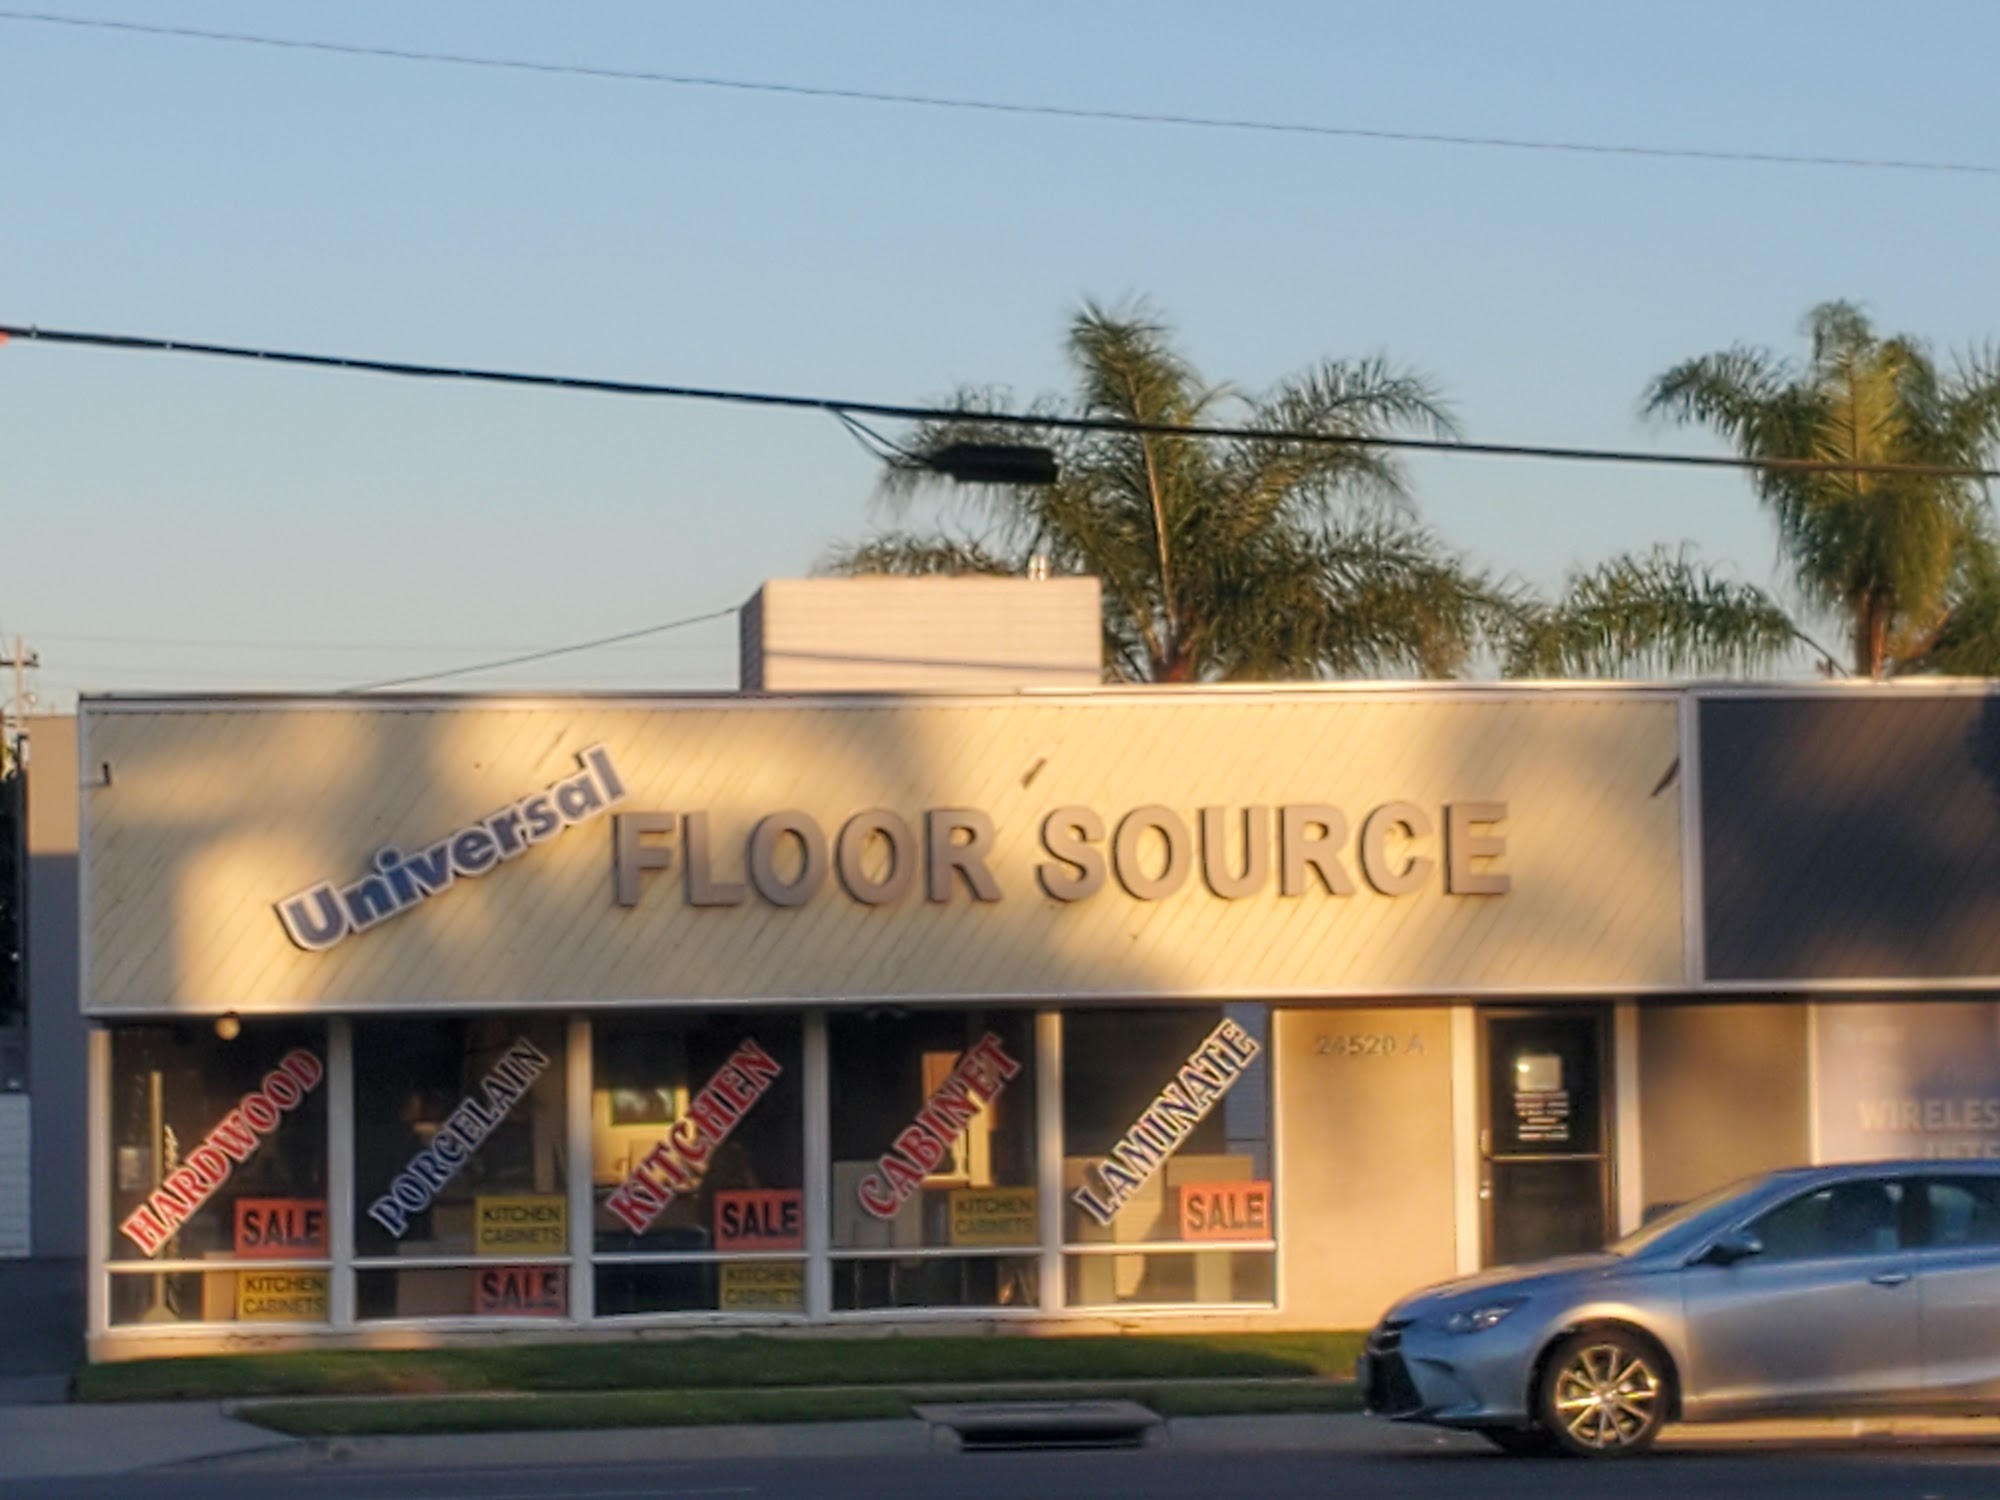 Universal
FLOOR SOURCE
24520 A
HARDWOOD
PORCELAIN
KITCHEN
CABINET
LAMINATE
SALE
KITCHEN
CABINETS
SALE
KITCHEN
CABINETS
SALE
KITCHEN
CABINETS
SALE
KITCHEN
CABINETS